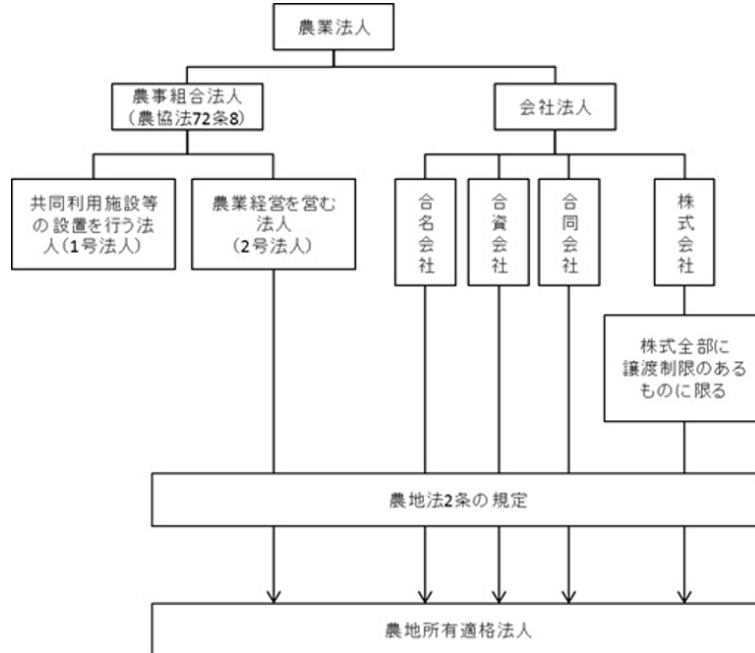 農業法人
農事組合法人
（農協法72条8）
会社法人
共同利用施設等
の設置を行う法
人（1号法人）
農業経営を営む
法人
（2号法人）
合名会社
合資会社
合同会社
株式会社
株式全部に
譲渡制限のある
ものに限る
農地法2条の規定
農地所有適格法人